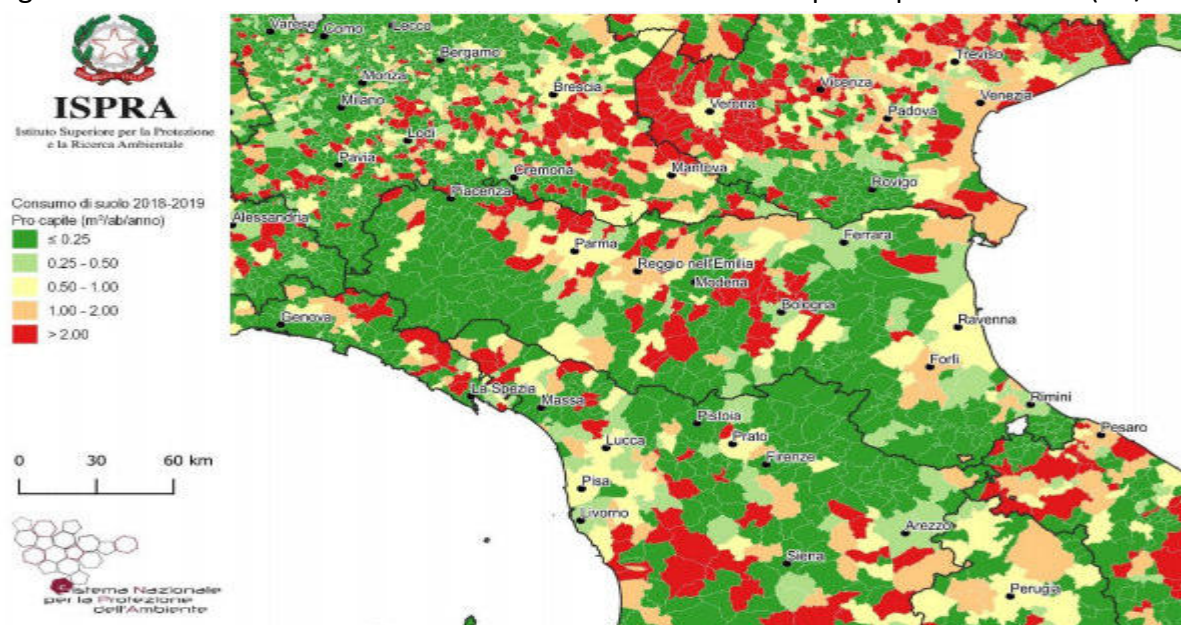 ISPRA
Istituto Superiore per la Protezione
e la Ricerca Ambientale
Consumo di suolo 2018-2019
Pro capite (m²/ab/anno)
≤ 0.25
0.25 - 0.50
0.50 - 1.00
1.00 - 2.00
> 2.00
0 30 60 km
Sistema Nazionale
per la Protezione
dell'Ambiente
Varese
Como
Lecco
Bergamo
Monza
Milano
Brescia
Lodi
Pavia
Cremona
Piacenza
Mantova
Verona
Vicenza
Treviso
Padova
Venezia
Rovigo
Alessandria
Parma
Reggio nell'Emilia
Modena
Ferrara
Bologna
Ravenna
Forlì
Rimini
Genova
La Spezia
Massa
Pistoia
Lucca
Prato
Firenze
Pesaro
Pisa
Livorno
Arezzo
Siena
Perugia